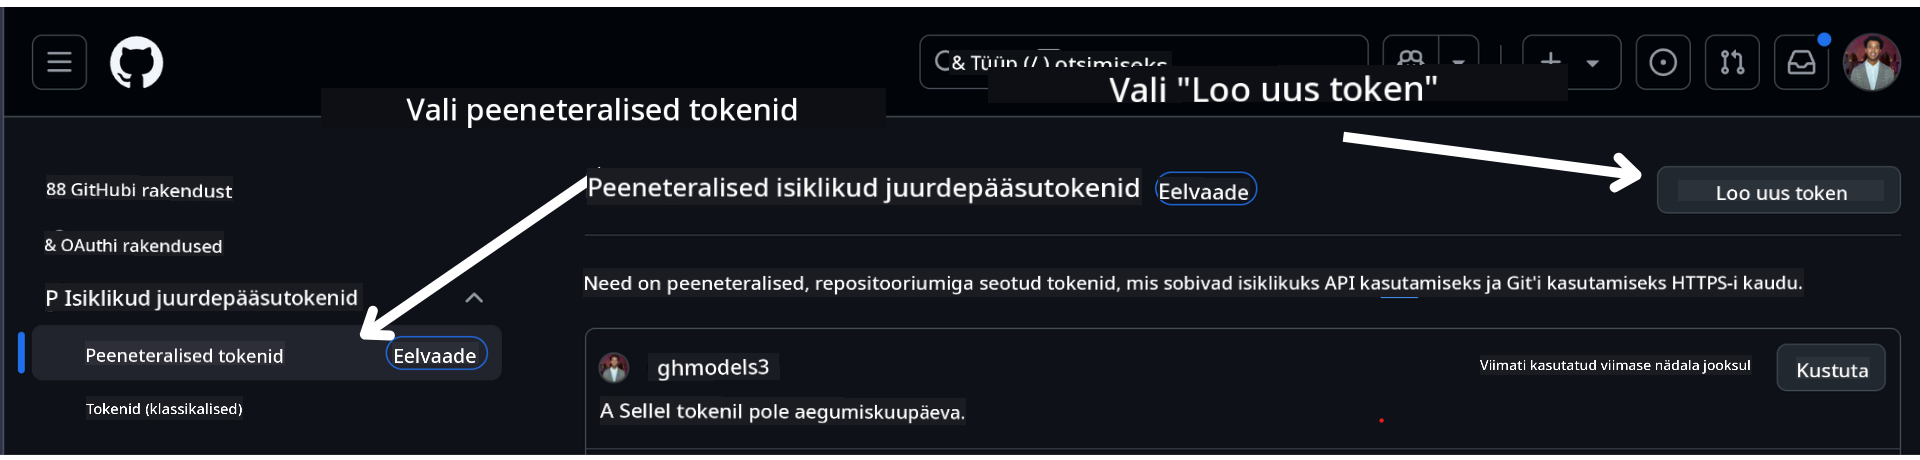 & Tüüp (/) otsimiseks
Vali "Loo uus token"
Vali peeneteralised tokenid
88 GitHubi rakendust
& OAuthi rakendused
P Isiklikud juurdepääsutokenid
Peeneteralised tokenid Eelvaade
Tokenid (klassikalised)
Peeneteralised isiklikud juurdepääsutokenid Eelvaade
Loo uus token
Need on peeneteralised, repositooriumiga seotud tokenid, mis sobivad isiklikuks API kasutamiseks ja Git'i kasutamiseks HTTPS-i kaudu.
ghmodels3
Viimati kasutatud viimase nädala jooksul
Kustuta
A Sellel tokenil pole aegumiskuupäeva.